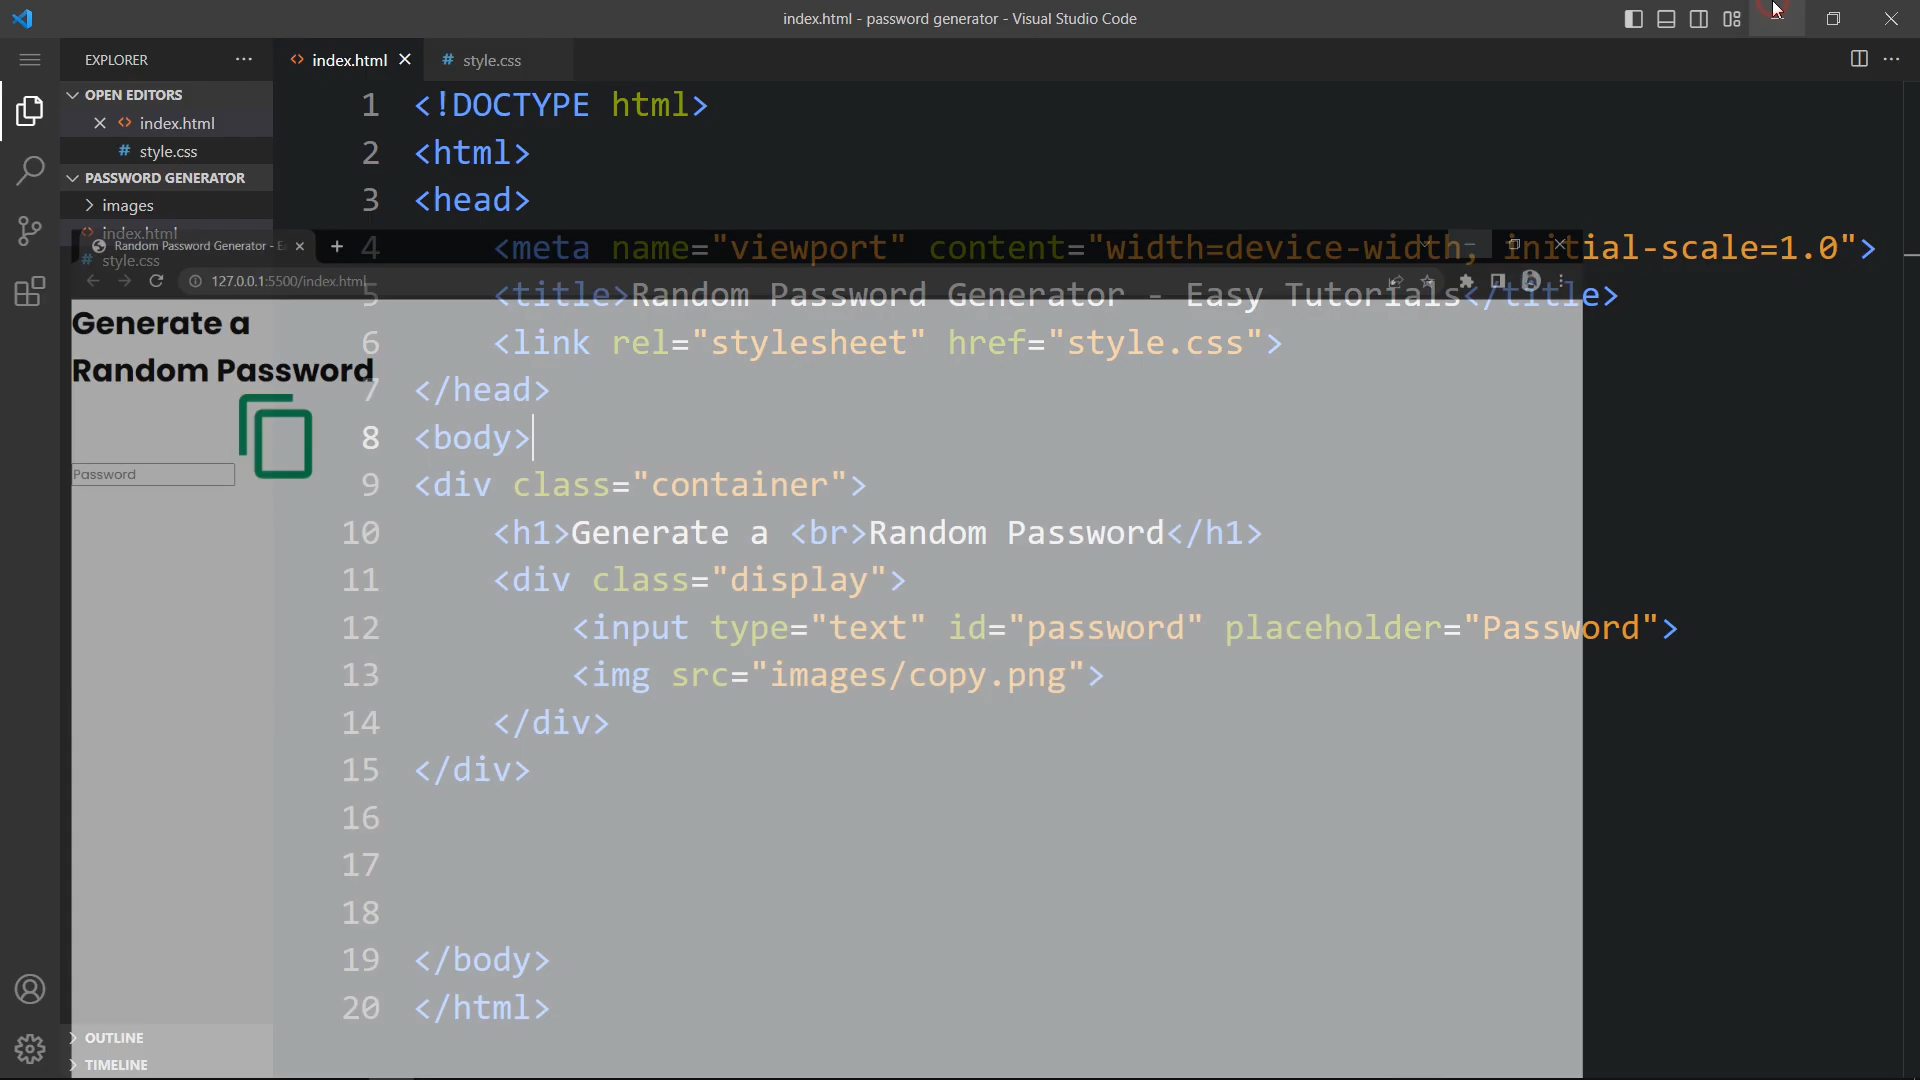 index.html - password generator - Visual Studio Code
EXPLORER
index.html
# style.css
OPEN EDITORS
index.html
# style.css
PASSWORD GENERATOR
images
index.html
# style.css
OUTLINE
TIMELINE
1 <!DOCTYPE html>
2 <html>
3 <head>
4 <meta name="viewport" content="width=device-width, initial-scale=1.0">
5 <title>Random Password Generator - Easy Tutorials</title>
6 <link rel="stylesheet" href="style.css">
7 </head>
8 <body>
9 <div class="container">
10 <h1>Generate a <br>Random Password</h1>
11 <div class="display">
12 <input type="text" id="password" placeholder="Password">
13 <img src="images/copy.png">
14 </div>
15 </div>
16
17
18
19 </body>
20 </html>
Random Password Generator - Ea
127.0.0.1:5500/index.html
Generate a
Random Password
Password